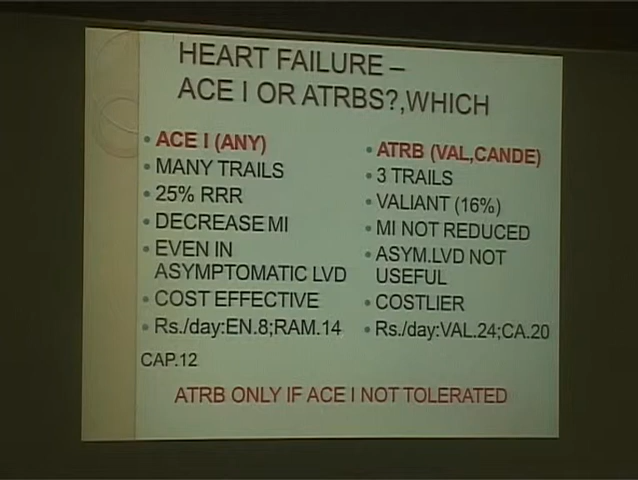 HEART FAILURE –
ACE I OR ATRBS?,WHICH
• ACE I (ANY)
• MANY TRAILS
• 25% RRR
• DECREASE MI
• EVEN IN
ASYMPTOMATIC LVD
• COST EFFECTIVE
• Rs./day:EN.8;RAM.14
CAP.12
• ATRB (VAL,CANDE)
• 3 TRAILS
• VALIANT (16%)
• MI NOT REDUCED
• ASYM.LVD NOT
USEFUL
• COSTLIER
• Rs./day:VAL.24;CA.20
ATRB ONLY IF ACE I NOT TOLERATED